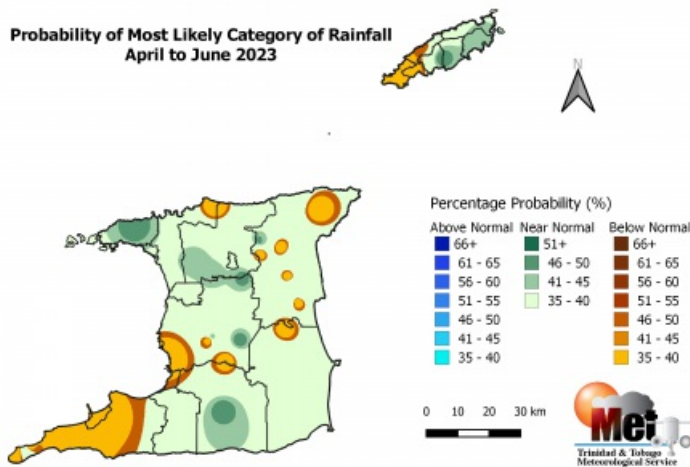 Probability of Most Likely Category of Rainfall
April to June 2023
N
Percentage Probability (%)
Above Normal Near Normal Below Normal
66+ 51+ 66+
61 - 65 46 - 50 61 - 65
56 - 60 41 - 45 56 - 60
51 - 55 35 - 40 51 - 55
46 - 50 46 - 50
41 - 45 41 - 45
35 - 40 35 - 40
0 10 20 30 km
Met
Trinidad & Tobago
Meteorological Service